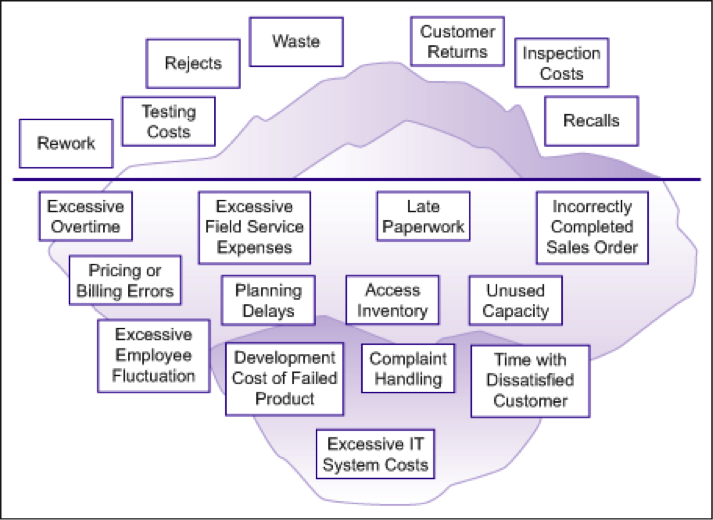 Waste
Customer
Returns
Rejects
Inspection
Costs
Testing
Costs
Recalls
Rework
Excessive
Overtime
Excessive
Field Service
Expenses
Late
Paperwork
Incorrectly
Completed
Sales Order
Pricing or
Billing Errors
Planning
Delays
Access
Inventory
Unused
Capacity
Excessive
Employee
Fluctuation
Development
Cost of Failed
Product
Complaint
Handling
Time with
Dissatisfied
Customer
Excessive IT
System Costs